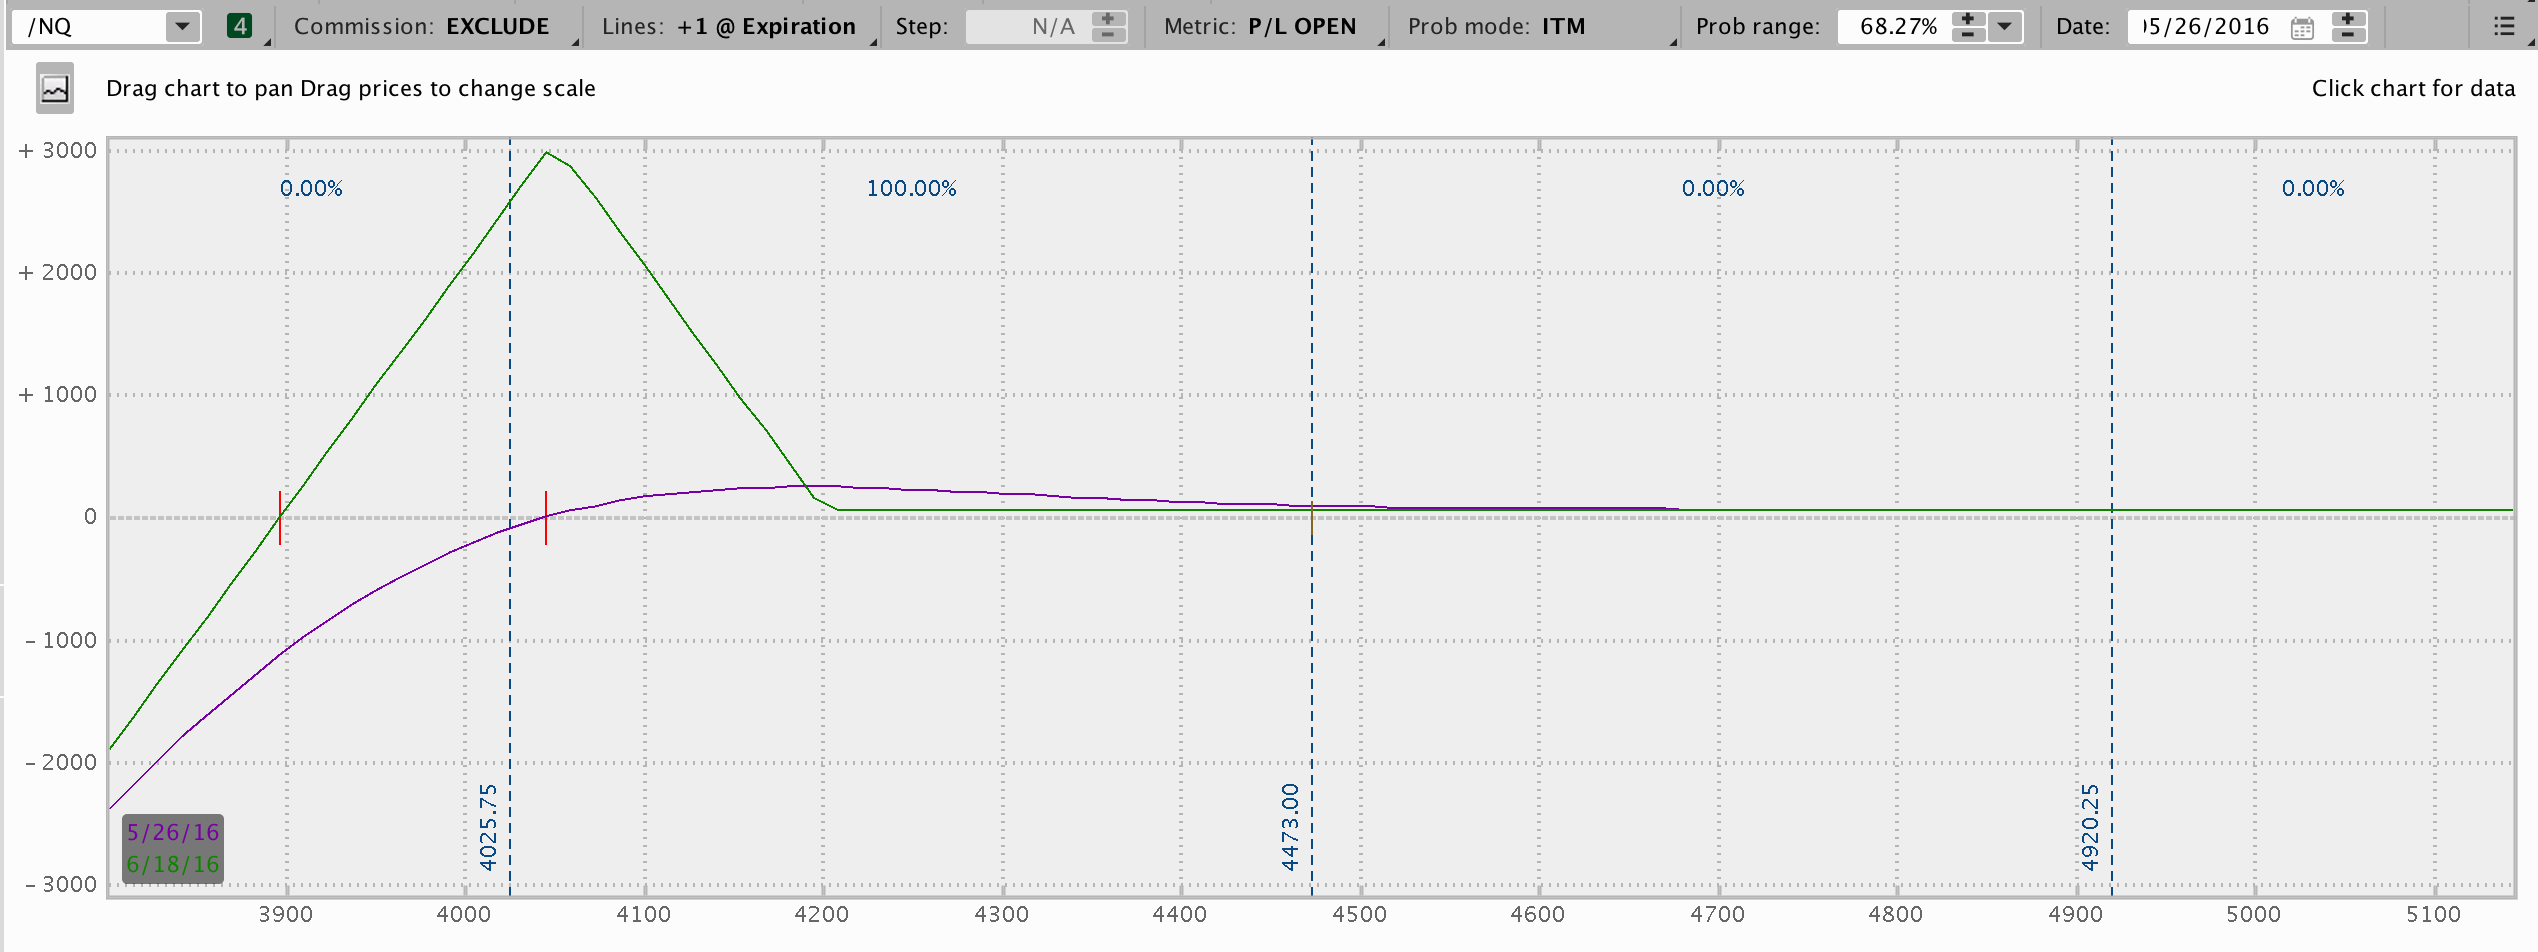 /NQ 4 Commission: EXCLUDE Lines: +1 @ Expiration Step: N/A Metric: P/L OPEN Prob mode: ITM Prob range: 68.27% Date: 05/26/2016
Drag chart to pan Drag prices to change scale Click chart for data
+ 3000
0.00% 100.00% 0.00% 0.00%
+ 2000
+ 1000
0
- 1000
- 2000
4025.75 4473.00 4920.25
5/26/16
6/18/16
- 3000
3900 4000 4100 4200 4300 4400 4500 4600 4700 4800 4900 5000 5100